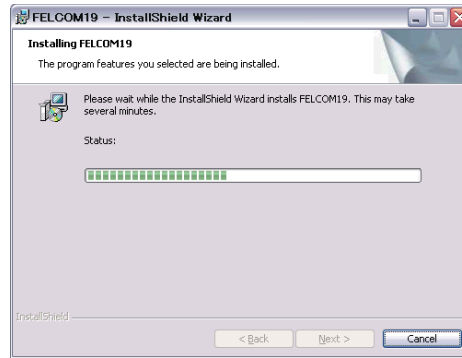 FELCOM19 - InstallShield Wizard
Installing FELCOM19
The program features you selected are being installed.
Please wait while the InstallShield Wizard installs FELCOM19. This may take
several minutes.
Status:
InstallShield
< Back
Next >
Cancel